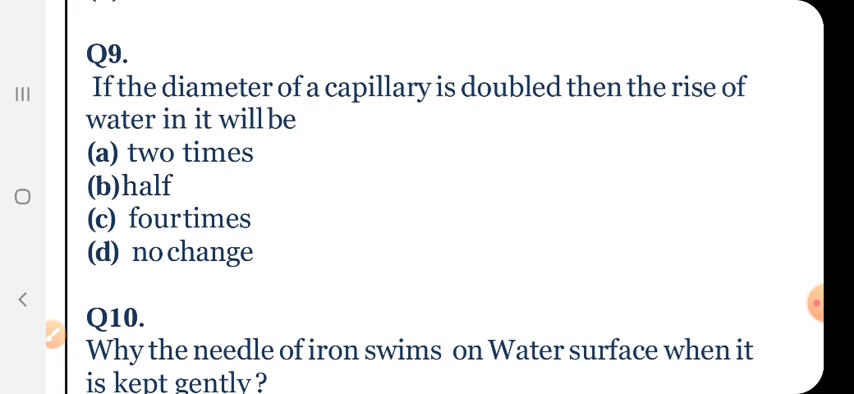 Q9.
If the diameter of a capillary is doubled then the rise of
water in it will be
(a) two times
(b)half
(c) four times
(d) no change
Q10.
Why the needle of iron swims on Water surface when it
is kept gently?